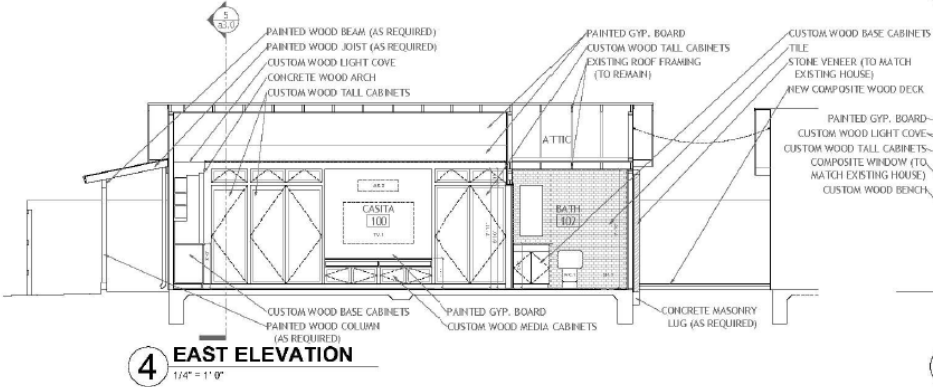 5
a3.0
PAINTED WOOD BEAM (AS REQUIRED)
PAINTED WOOD JOIST (AS REQUIRED)
CUSTOM WOOD LIGHT COVE
CONCRETE WOOD ARCH
CUSTOM WOOD TALL CABINETS
PAINTED GYP. BOARD
CUSTOM WOOD TALL CABINETS
EXISTING ROOF FRAMING
(TO REMAIN)
CUSTOM WOOD BASE CABINETS
TILE
STONE VENEER (TO MATCH
EXISTING HOUSE)
NEW COMPOSITE WOOD DECK
PAINTED GYP. BOARD
CUSTOM WOOD LIGHT COVE
CUSTOM WOOD TALL CABINETS
COMPOSITE WINDOW (TO
MATCH EXISTING HOUSE)
CUSTOM WOOD BENCH
ATTIC
CASITA
100
BATH
102
CUSTOM WOOD BASE CABINETS
PAINTED WOOD COLUMN
(AS REQUIRED)
PAINTED GYP. BOARD
CUSTOM WOOD MEDIA CABINETS
CONCRETE MASONRY
LUG (AS REQUIRED)
4 EAST ELEVATION
1/4" = 1' 0"